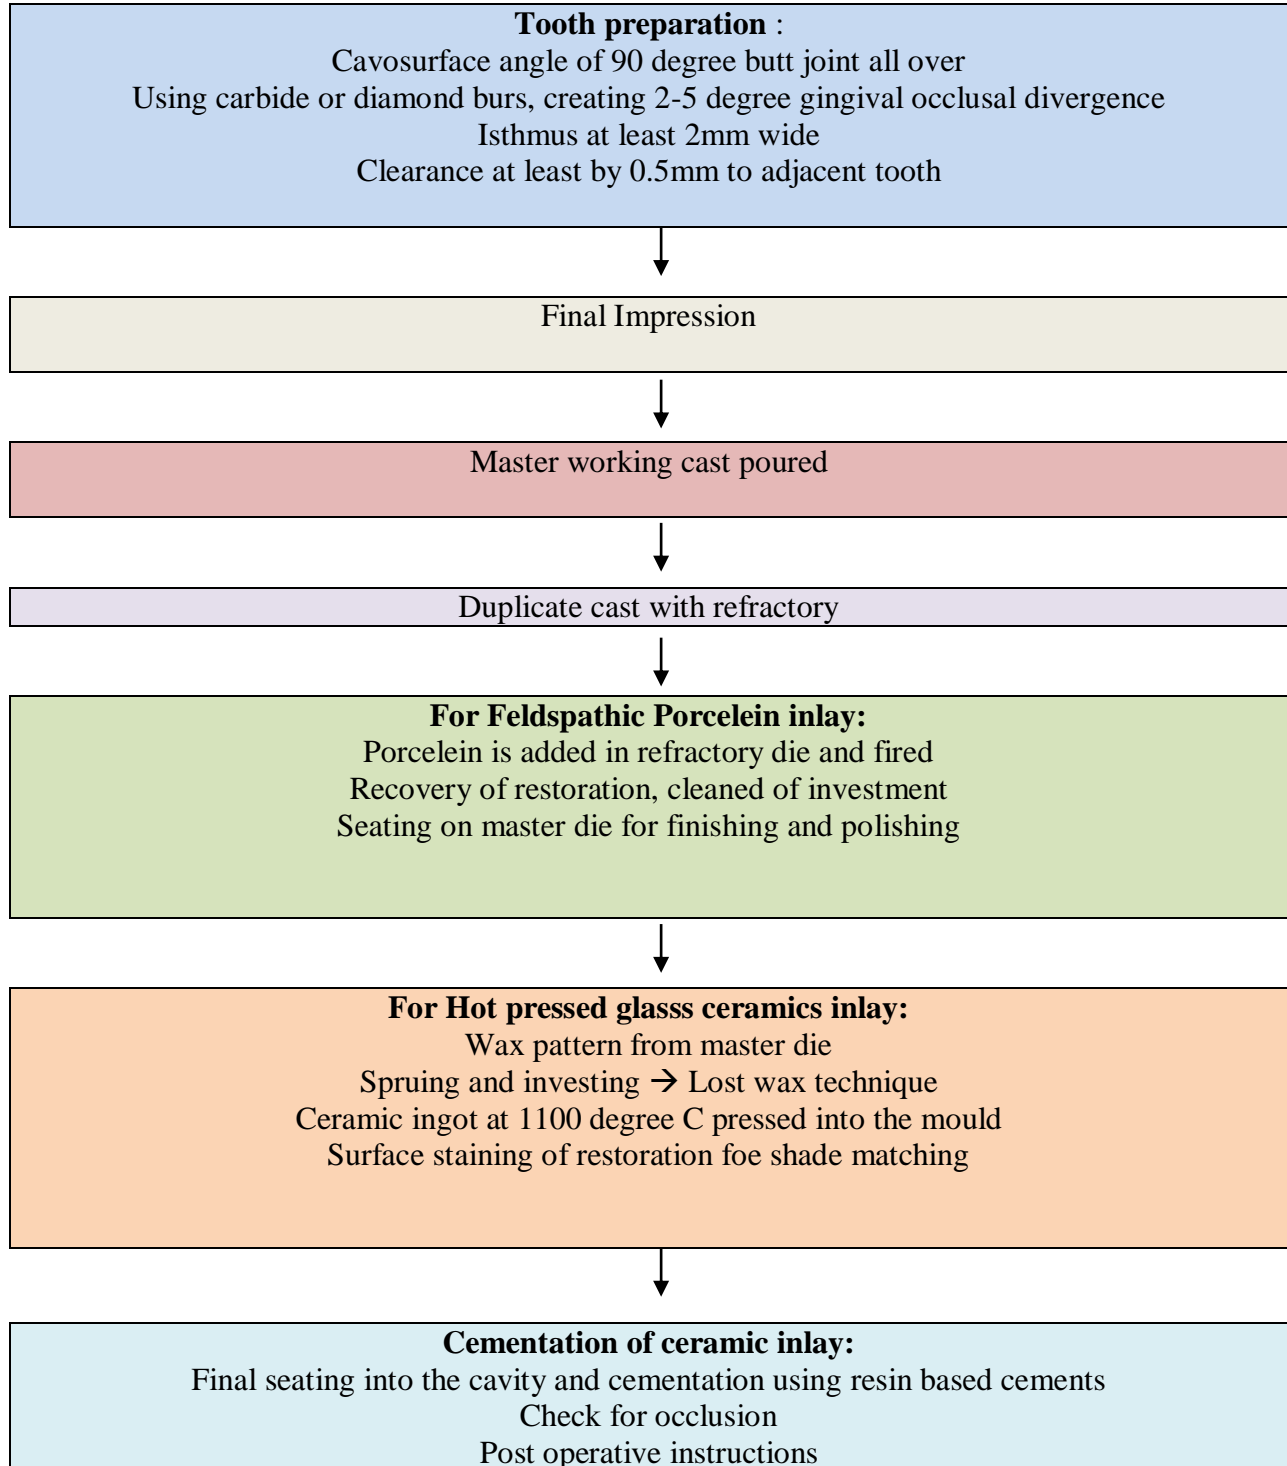 Tooth preparation :
Cavosurface angle of 90 degree butt joint all over
Using carbide or diamond burs, creating 2-5 degree gingival occlusal divergence
Isthmus at least 2mm wide
Clearance at least by 0.5mm to adjacent tooth
Final Impression
Master working cast poured
Duplicate cast with refractory
For Feldspathic Porcelein inlay:
Porcelein is added in refractory die and fired
Recovery of restoration, cleaned of investment
Seating on master die for finishing and polishing
For Hot pressed glasss ceramics inlay:
Wax pattern from master die
Spruing and investing → Lost wax technique
Ceramic ingot at 1100 degree C pressed into the mould
Surface staining of restoration foe shade matching
Cementation of ceramic inlay:
Final seating into the cavity and cementation using resin based cements
Check for occlusion
Post operative instructions